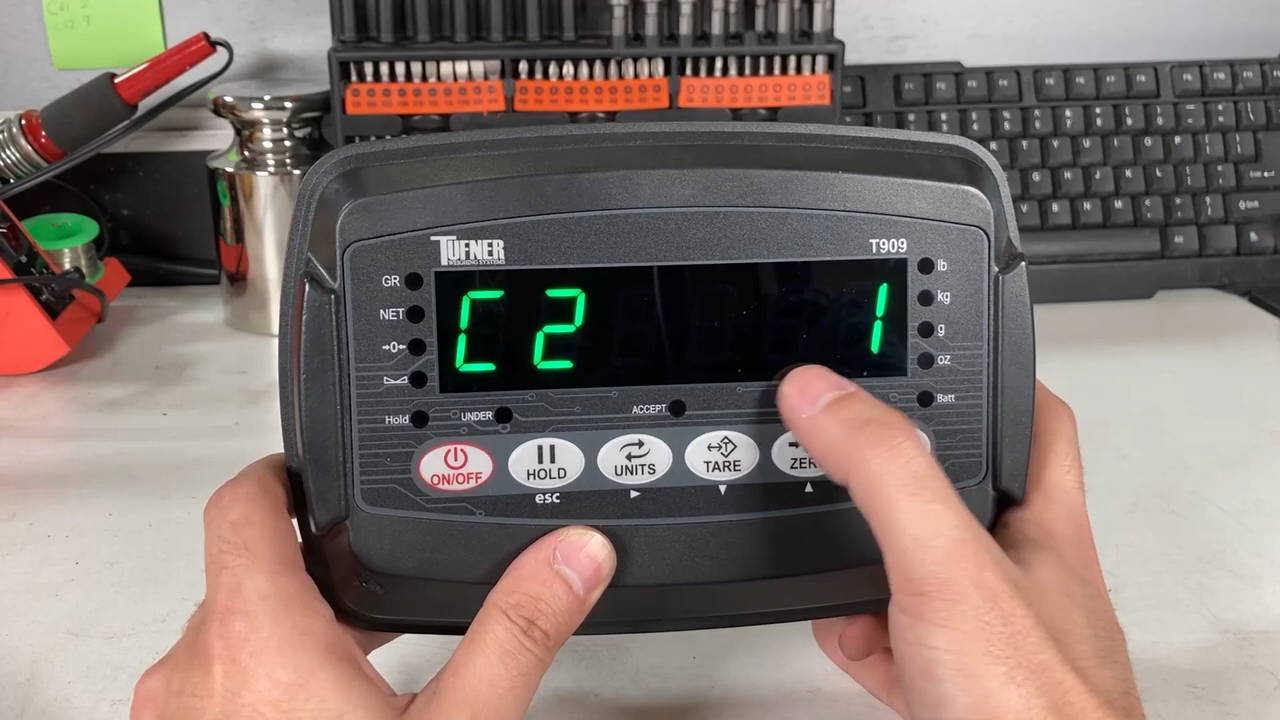 TUFNER
WEIGHING SYSTEMS
T909
GR
NET
→0←
Hold
UNDER
ACCEPT
lb
kg
g
oz
Batt
C2 1
ON/OFF
HOLD
esc
UNITS
TARE
ZER